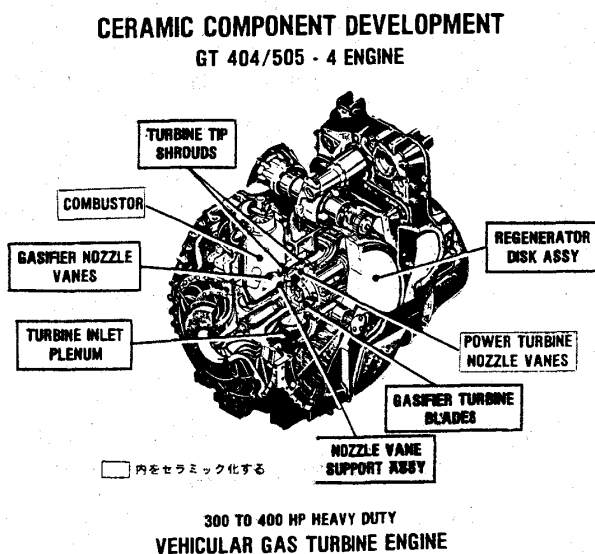 CERAMIC COMPONENT DEVELOPMENT
GT 404/505 - 4 ENGINE
TURBINE TIP
SHROUDS
COMBUSTOR
GASIFIER NOZZLE
VANES
REGENERATOR
DISK ASSY
TURBINE INLET
PLENUM
POWER TURBINE
NOZZLE VANES
GASIFIER TURBINE
BLADES
NOZZLE VANE
SUPPORT ASSY
内をセラミック化する
300 TO 400 HP HEAVY DUTY
VEHICULAR GAS TURBINE ENGINE